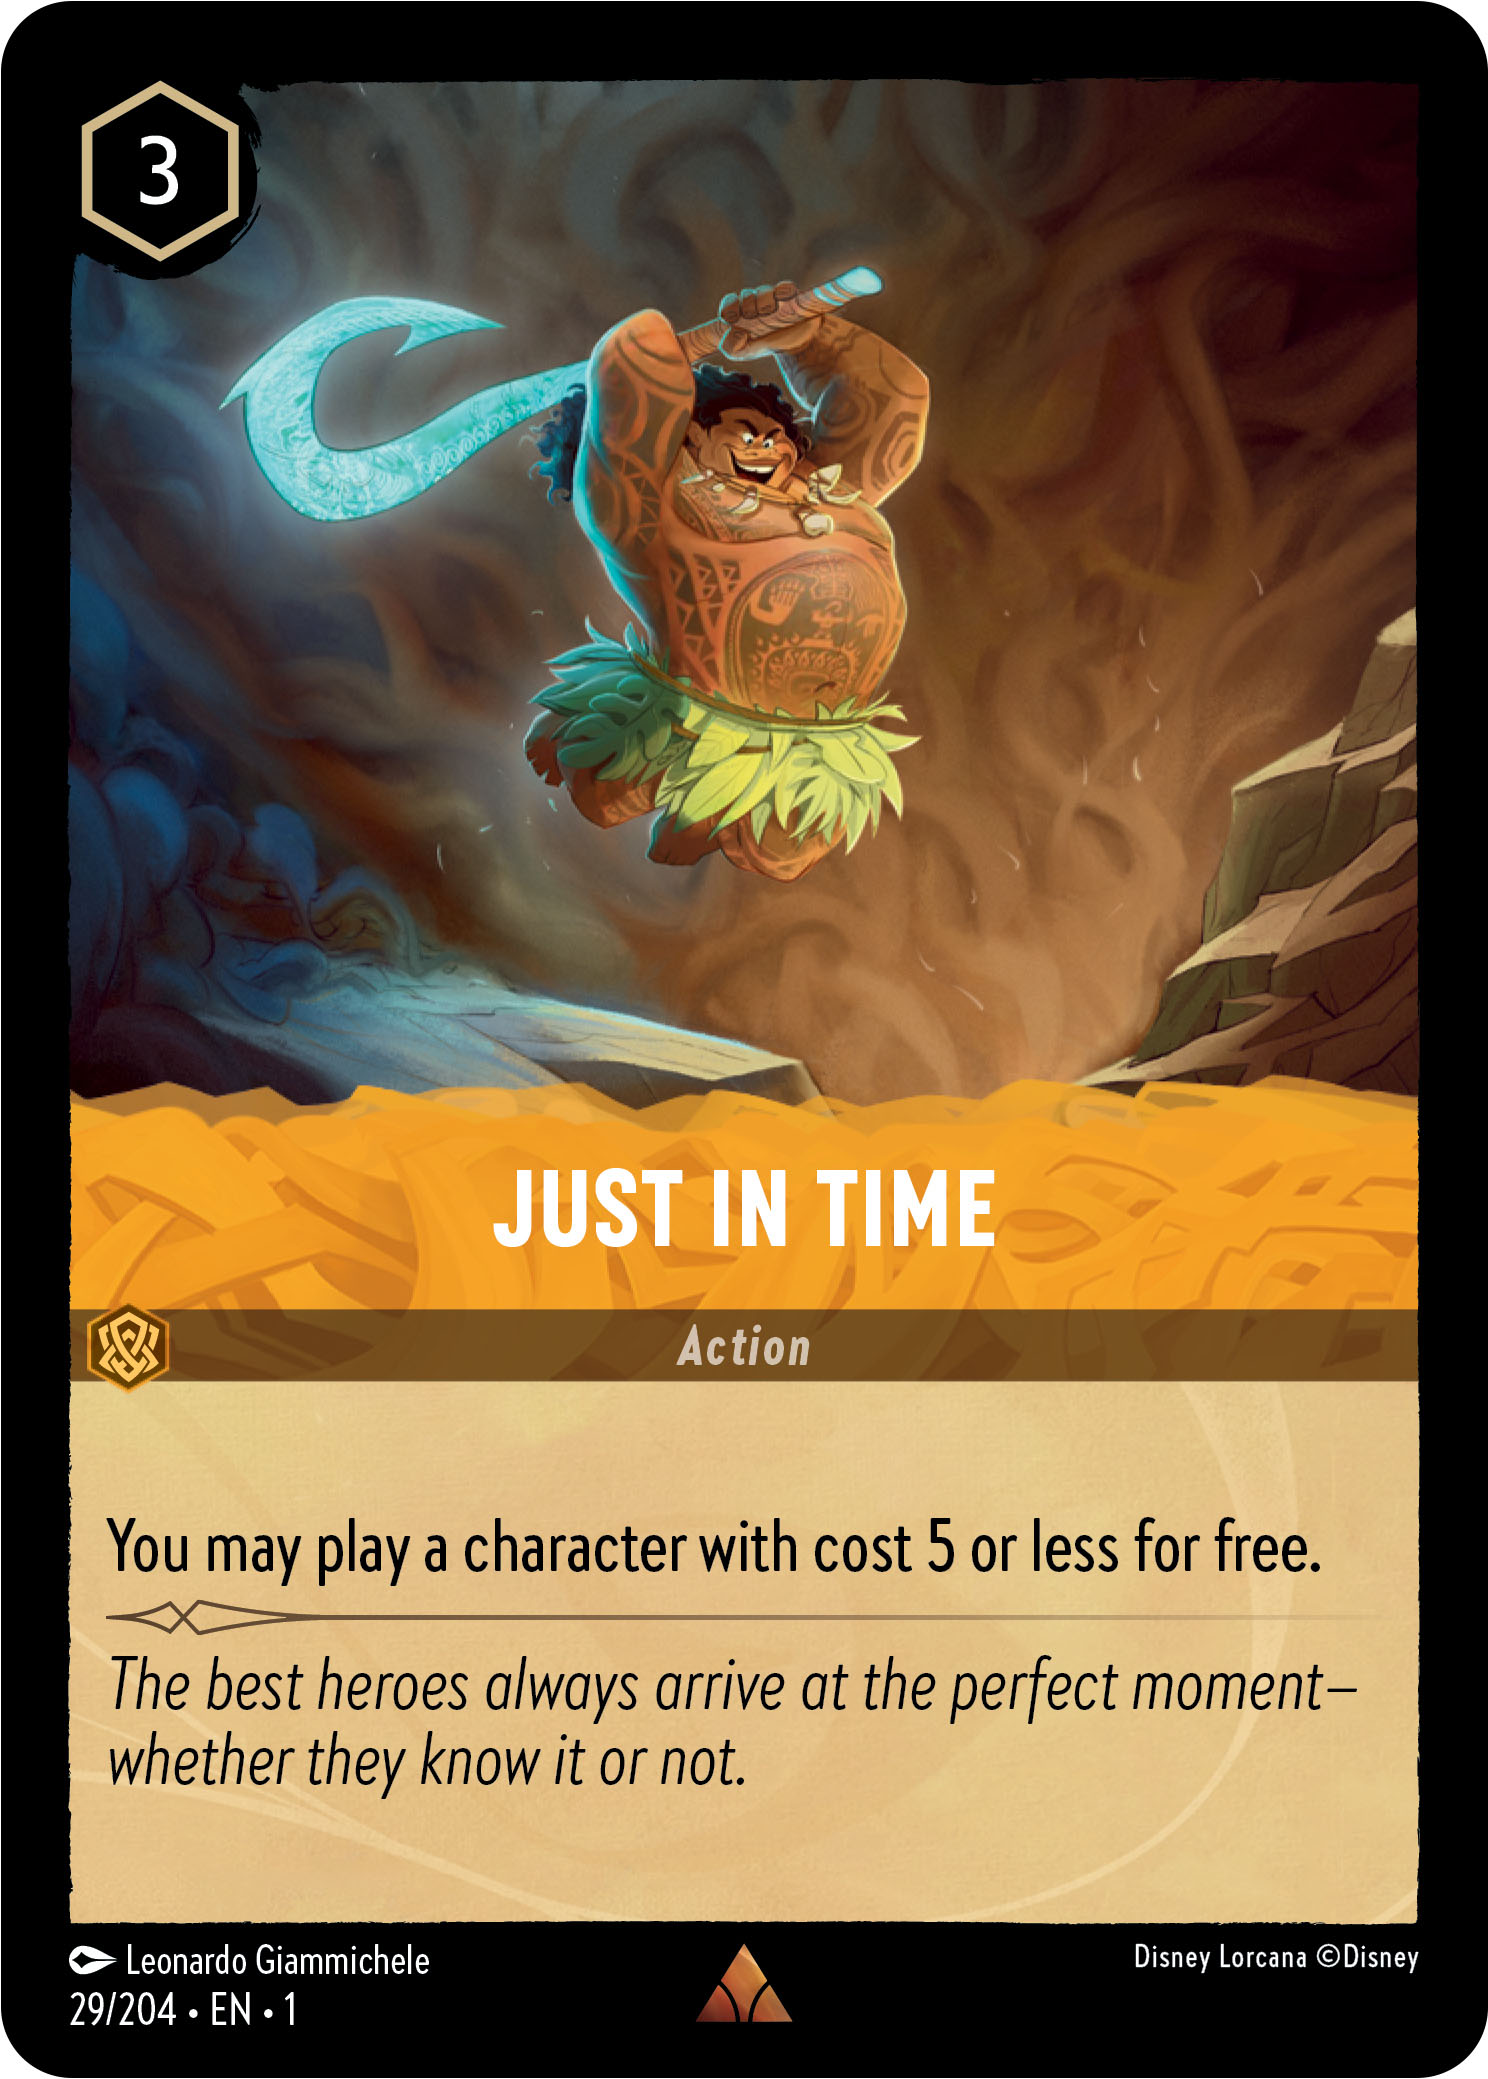 3
JUST IN TIME
Action
You may play a character with cost 5 or less for free.
The best heroes always arrive at the perfect moment—
whether they know it or not.
Leonardo Giammichele
Disney Lorcana ©Disney
29/204 • EN • 1